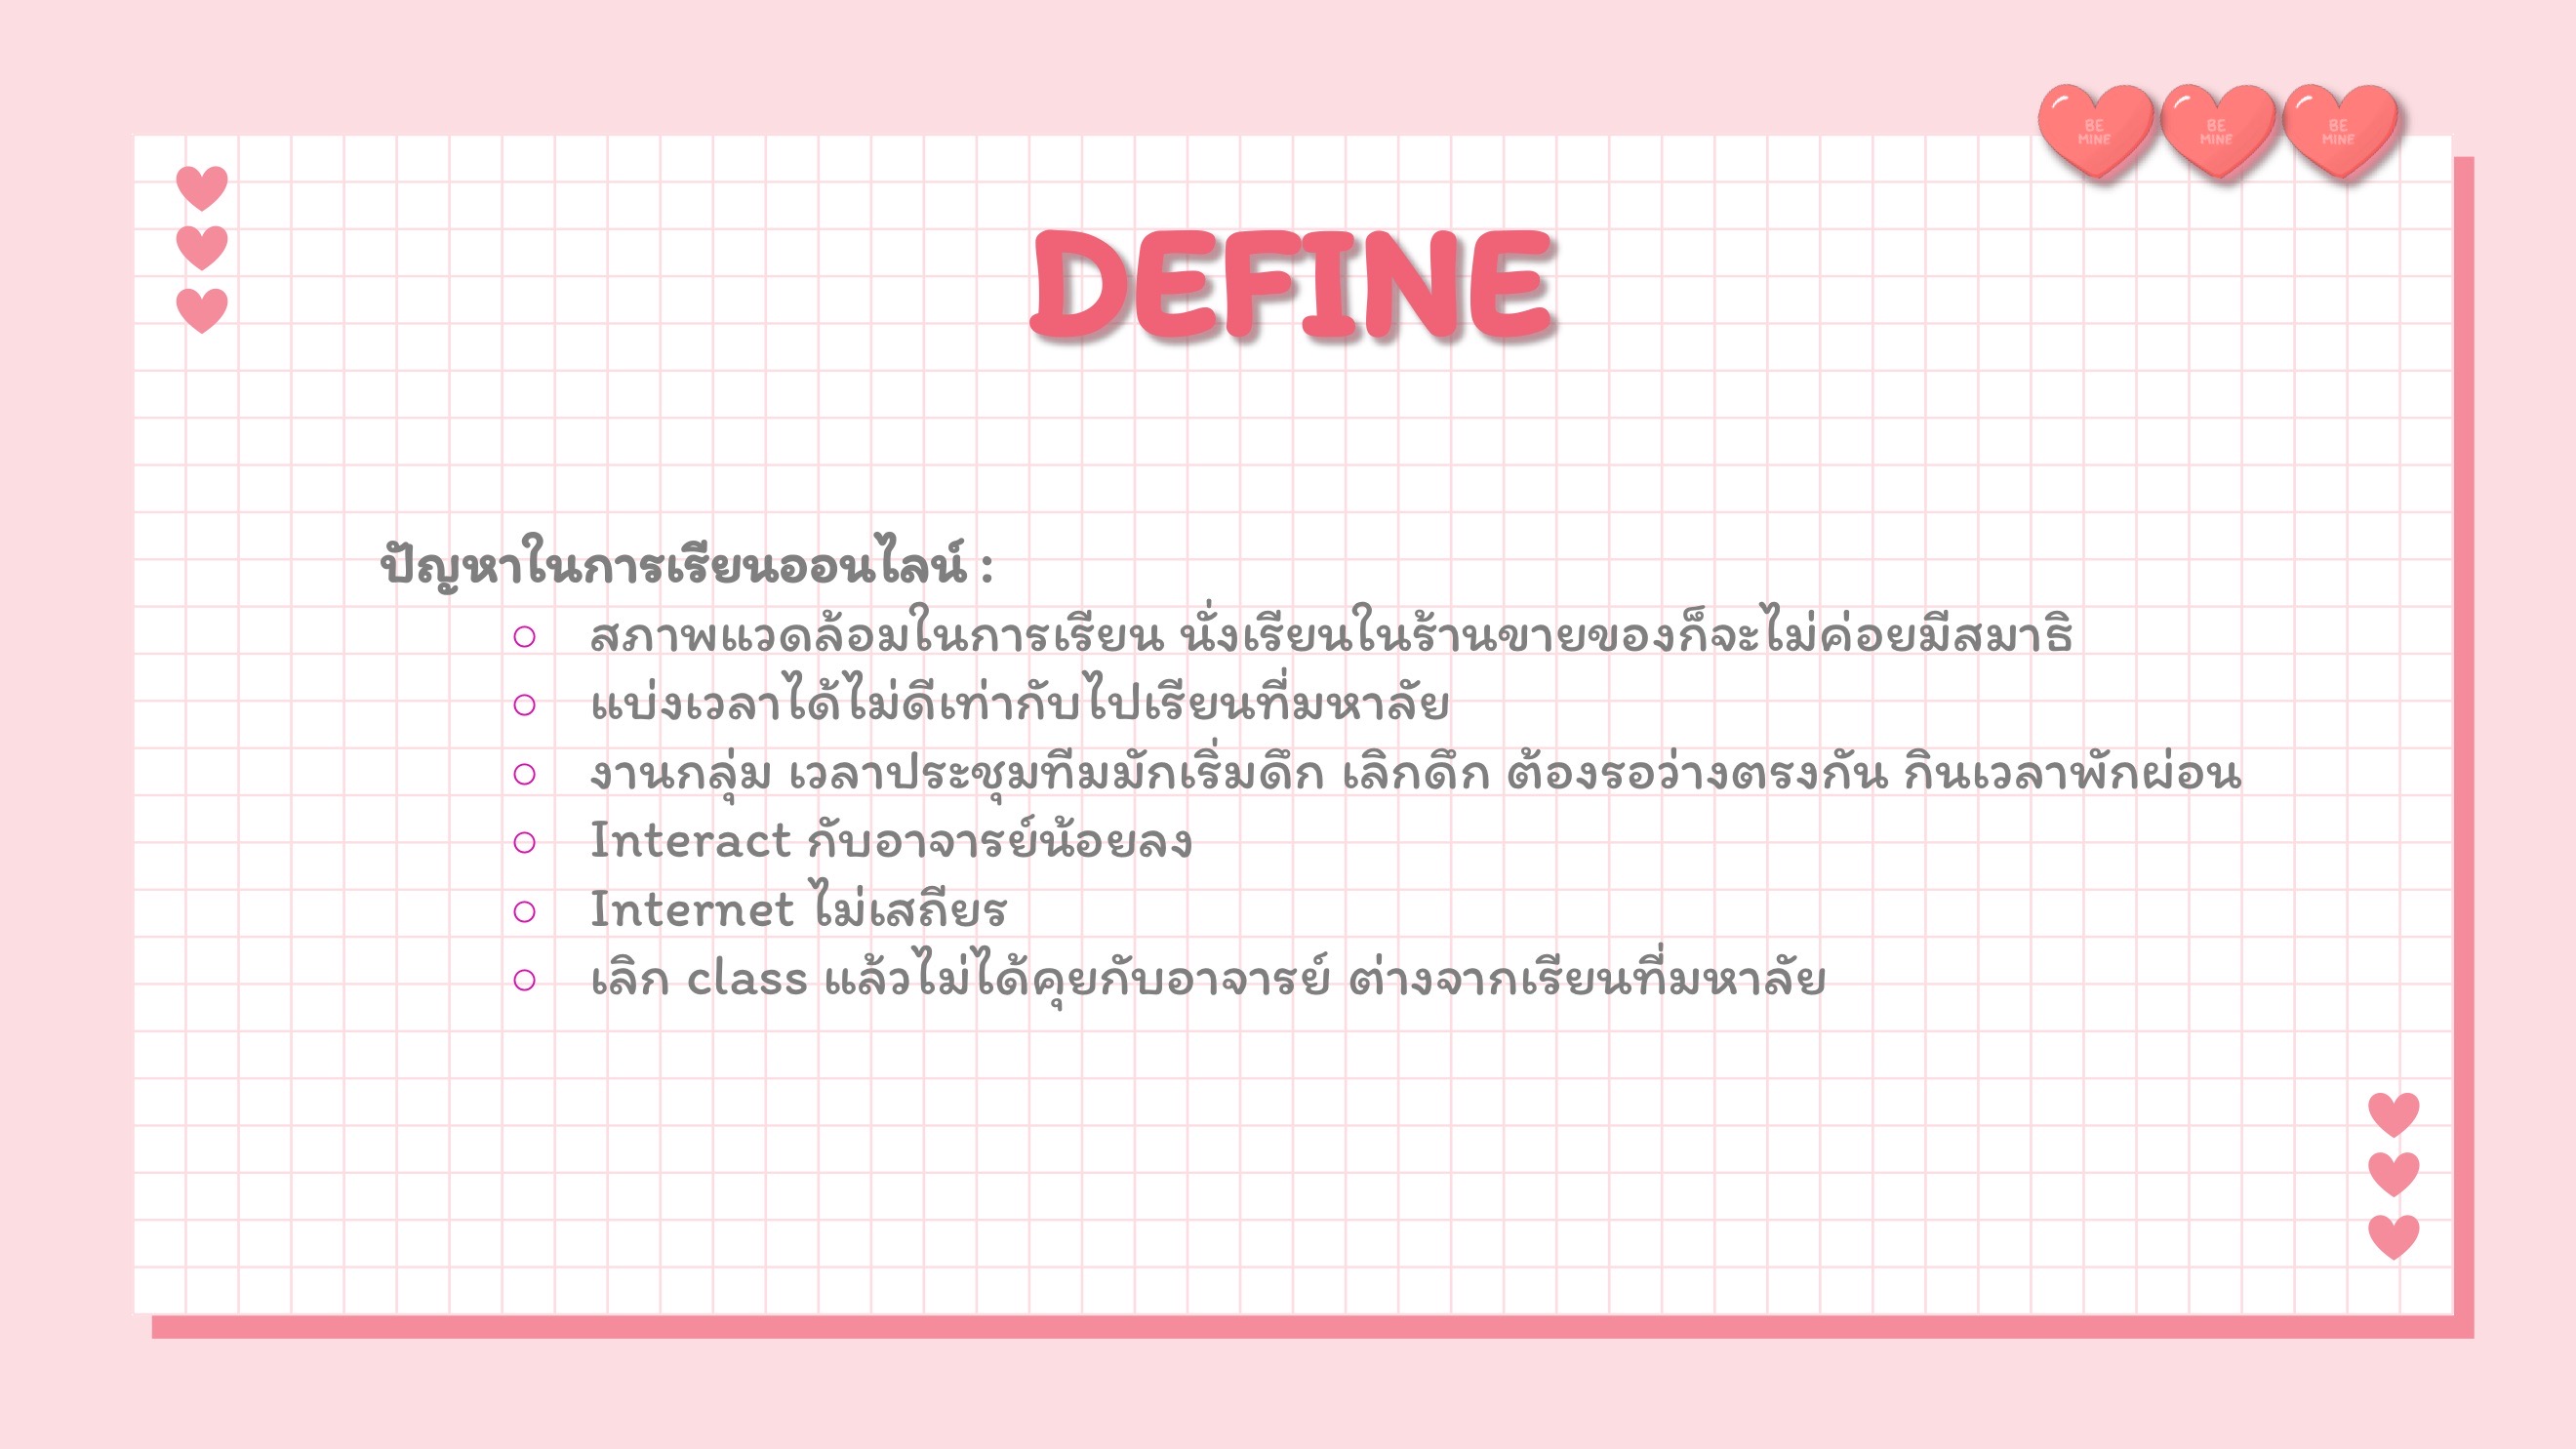 BE
MINE
BE
MINE
BE
MINE
DEFINE
ปัญหาในการเรียนออนไลน์ :
○ สภาพแวดล้อมในการเรียน นั่งเรียนในร้านขายของก็จะไม่ค่อยมีสมาธิ
○ แบ่งเวลาได้ไม่ดีเท่ากับไปเรียนที่มหาลัย
○ งานกลุ่ม เวลาประชุมทีมมักเริ่มดึก เลิกดึก ต้องรอว่างตรงกัน กินเวลาพักผ่อน
○ Interact กับอาจารย์น้อยลง
○ Internet ไม่เสถียร
○ เลิก class แล้วไม่ได้คุยกับอาจารย์ ต่างจากเรียนที่มหาลัย